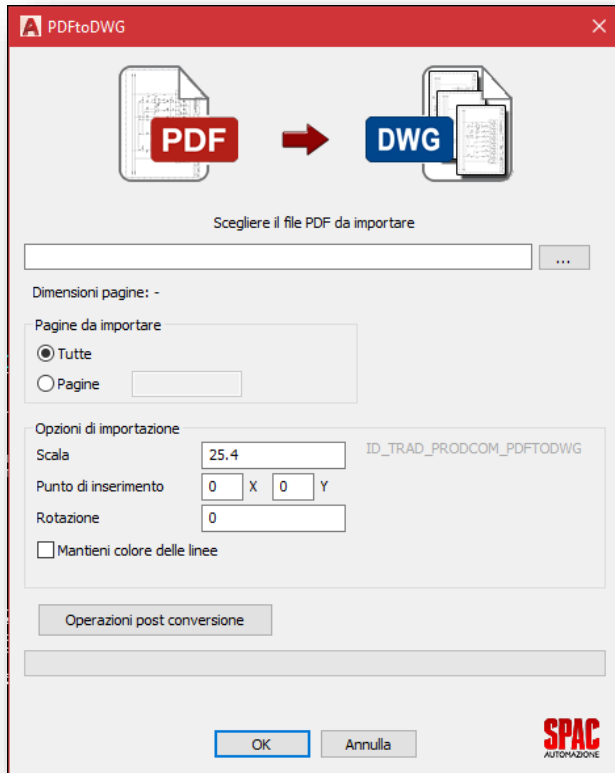 PDFtoDWG
PDF
DWG
Scegliere il file PDF da importare
...
Dimensioni pagine: -
Pagine da importare
Tutte
Pagine
Opzioni di importazione
Scala 25.4 ID_TRAD_PRODCOM_PDFTODWG
Punto di inserimento 0 X 0 Y
Rotazione 0
Mantieni colore delle linee
Operazioni post conversione
OK Annulla
SPAC
AUTOMAZIONE